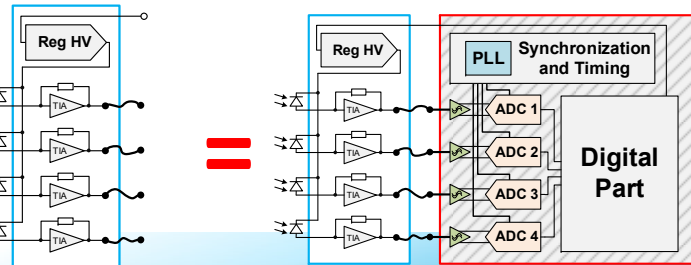 Reg HV
TIA
TIA
TIA
TIA
=
Reg HV
TIA
TIA
TIA
TIA
PLL
Synchronization
and Timing
ADC 1
ADC 2
ADC 3
ADC 4
Digital
Part